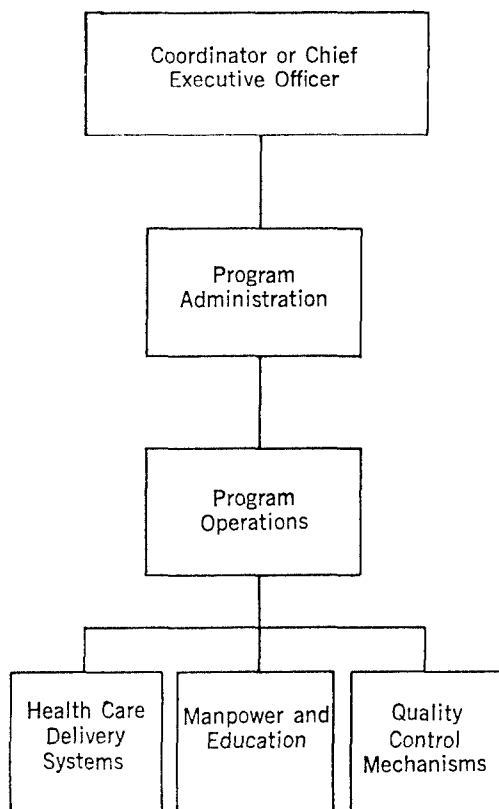 Coordinator or Chief
Executive Officer
Program
Administration
Program
Operations
Health Care
Delivery
Systems
Manpower and
Education
Quality
Control
Mechanisms